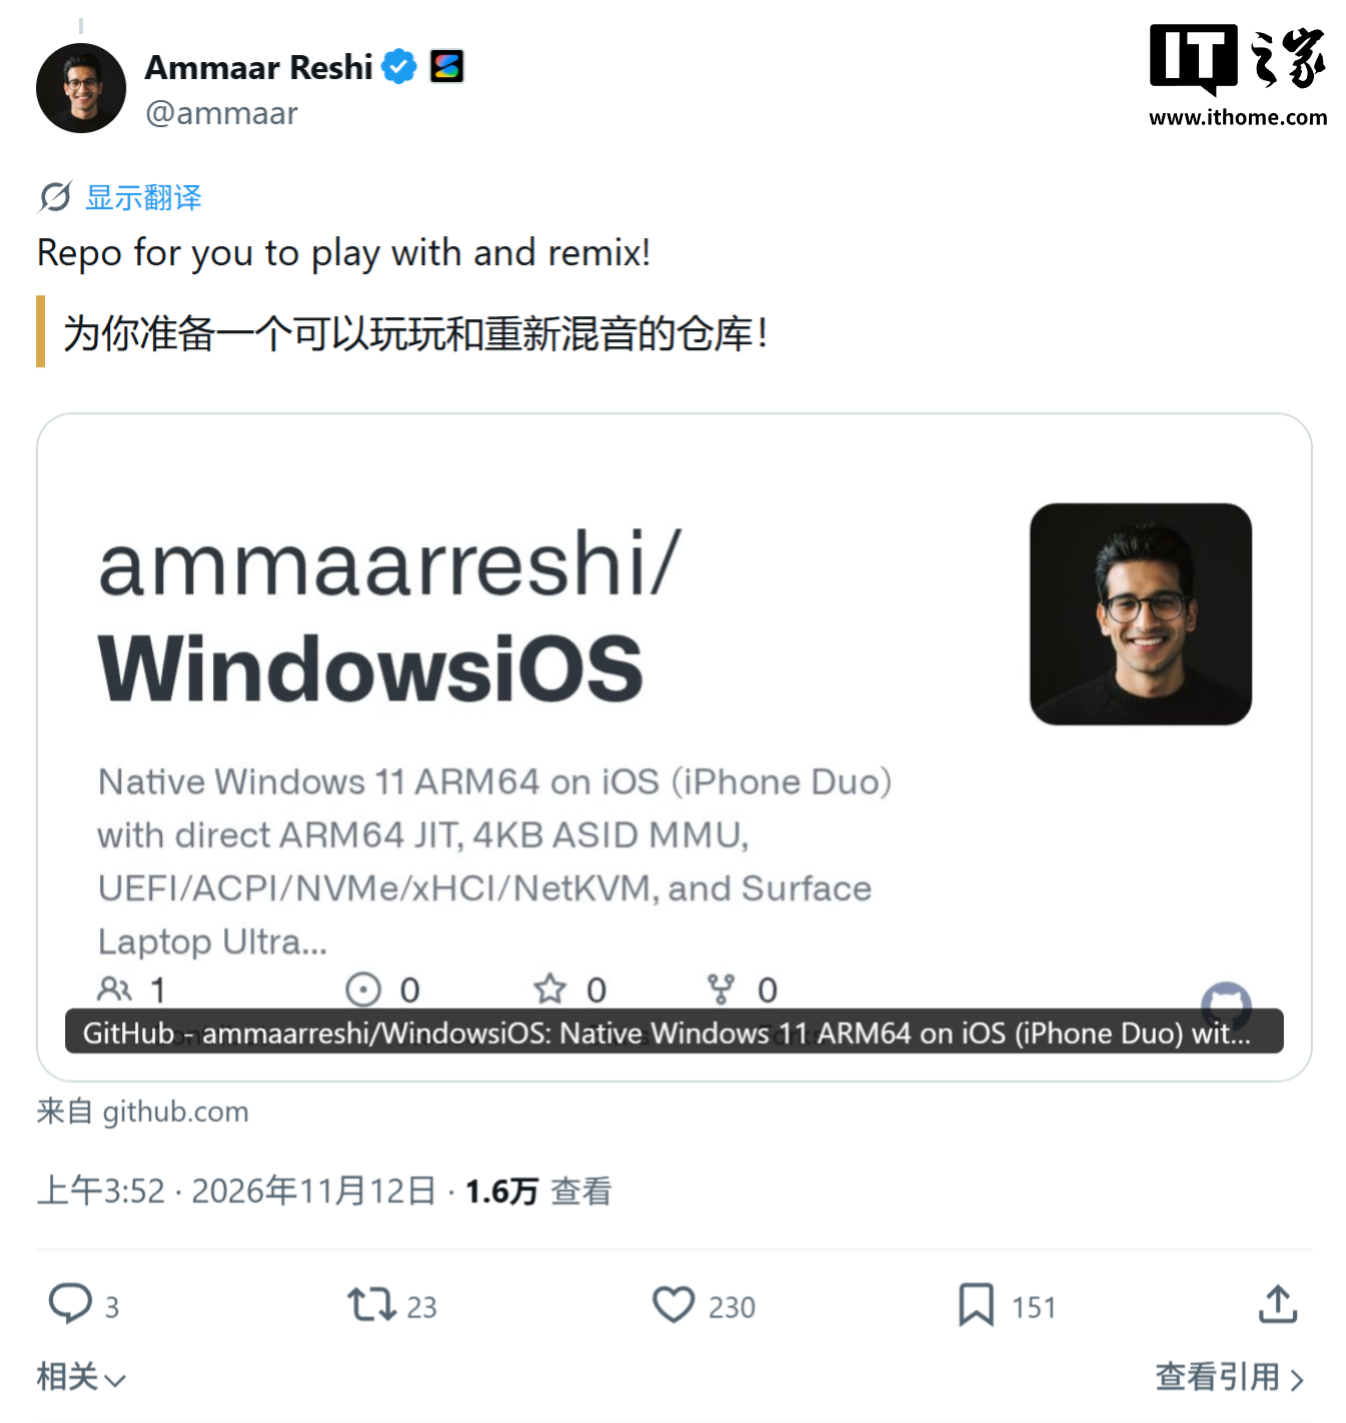 Ammaar Reshi
@ammaar
IT之家
www.ithome.com
显示翻译
Repo for you to play with and remix!
为你准备一个可以玩玩和重新混音的仓库！
ammaarreshi/
WindowsiOS
Native Windows 11 ARM64 on iOS (iPhone Duo)
with direct ARM64 JIT, 4KB ASID MMU,
UEFI/ACPI/NVMe/xHCI/NetKVM, and Surface
Laptop Ultra...
1 0 0 0
GitHub - ammaarreshi/WindowsiOS: Native Windows 11 ARM64 on iOS (iPhone Duo) wit...
来自 github.com
上午3:52 · 2026年11月12日 · 1.6万 查看
3 23 230 151
相关
查看引用